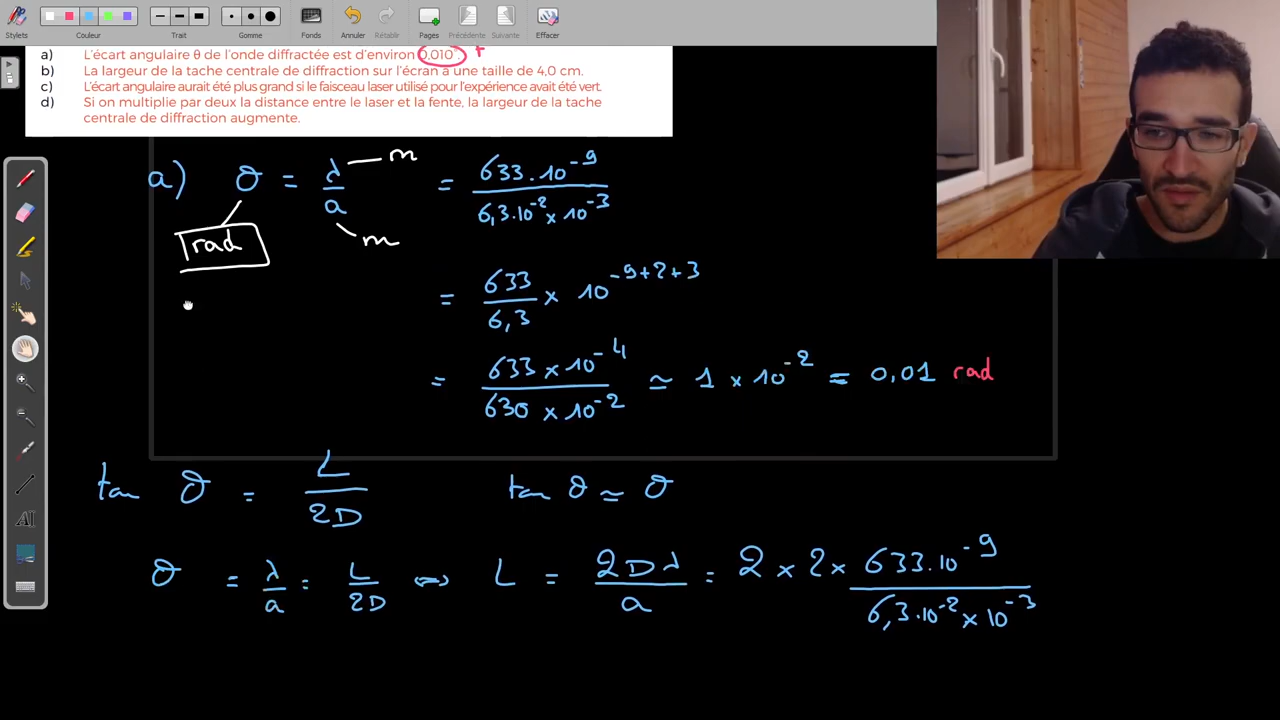 Stylets Couleur Trait Fonds Annuler Pages Précédente Suivante Effacer
a) L'écart angulaire θ de l'onde diffractée est d'environ 0.010°.
b) La largeur de la tache centrale de diffraction sur l'écran à une taille de 4,0 cm.
c) L'écart angulaire aurait été plus grand si le faisceau laser utilisé pour l'expérience avait été vert.
d) Si on multiplie par deux la distance entre le laser et la fente, la largeur de la tache
centrale de diffraction augmente.
a) θ = λ/a = 633.10^-9 / 6,3.10^-2 × 10^-3
m
m
rad
= 633/6,3 × 10^-9+2+3
= 633 × 10^-4 / 630 × 10^-2 ≃ 1 × 10^-2 = 0,01 rad
tan θ = L/2D tan θ ≃ θ
θ = λ/a = L/2D ⇔ L = 2Dλ/a = 2 × 2 × 633.10^-9 / 6,3.10^-2 × 10^-3